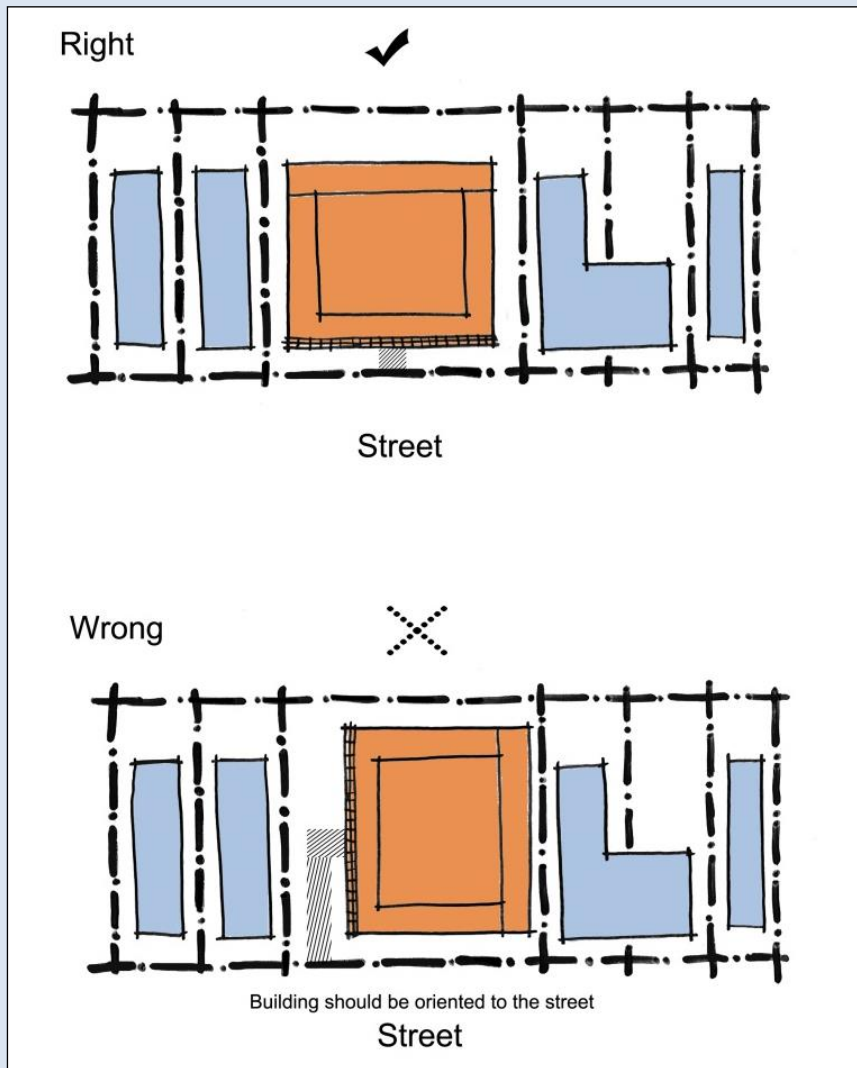 Right
Street
Wrong
Building should be oriented to the street
Street